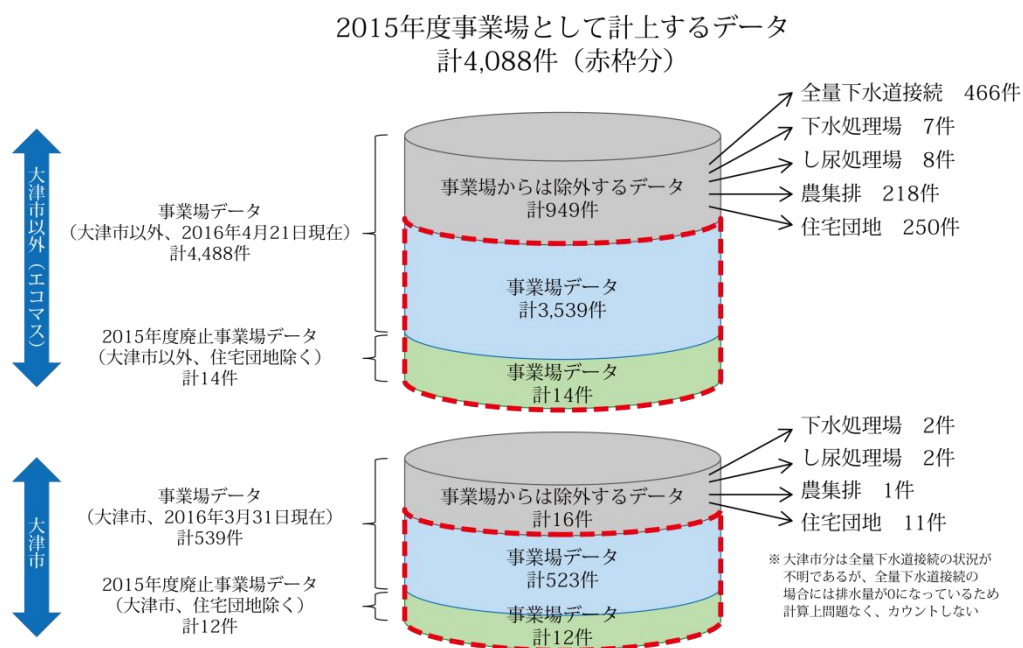 2015年度事業場として計上するデータ
計4,088件（赤枠分）
全量下水道接続　466件
下水処理場　7件
し尿処理場　8件
農集排　218件
住宅団地　250件
大津市以外（エコマス）
事業場データ
（大津市以外、2016年4月21日現在）
計4,488件
事業場からは除外するデータ
計949件
事業場データ
計3,539件
2015年度廃止事業場データ
（大津市以外、住宅団地除く）
計14件
事業場データ
計14件
下水処理場　2件
し尿処理場　2件
農集排　1件
住宅団地　11件
大津市
事業場データ
（大津市、2016年3月31日現在）
計539件
事業場からは除外するデータ
計16件
事業場データ
計523件
2015年度廃止事業場データ
（大津市、住宅団地除く）
計12件
事業場データ
計12件
※ 大津市分は全量下水道接続の状況が
不明であるが、全量下水道接続の
場合には排水量が0になっているため
計算上問題なく、カウントしない